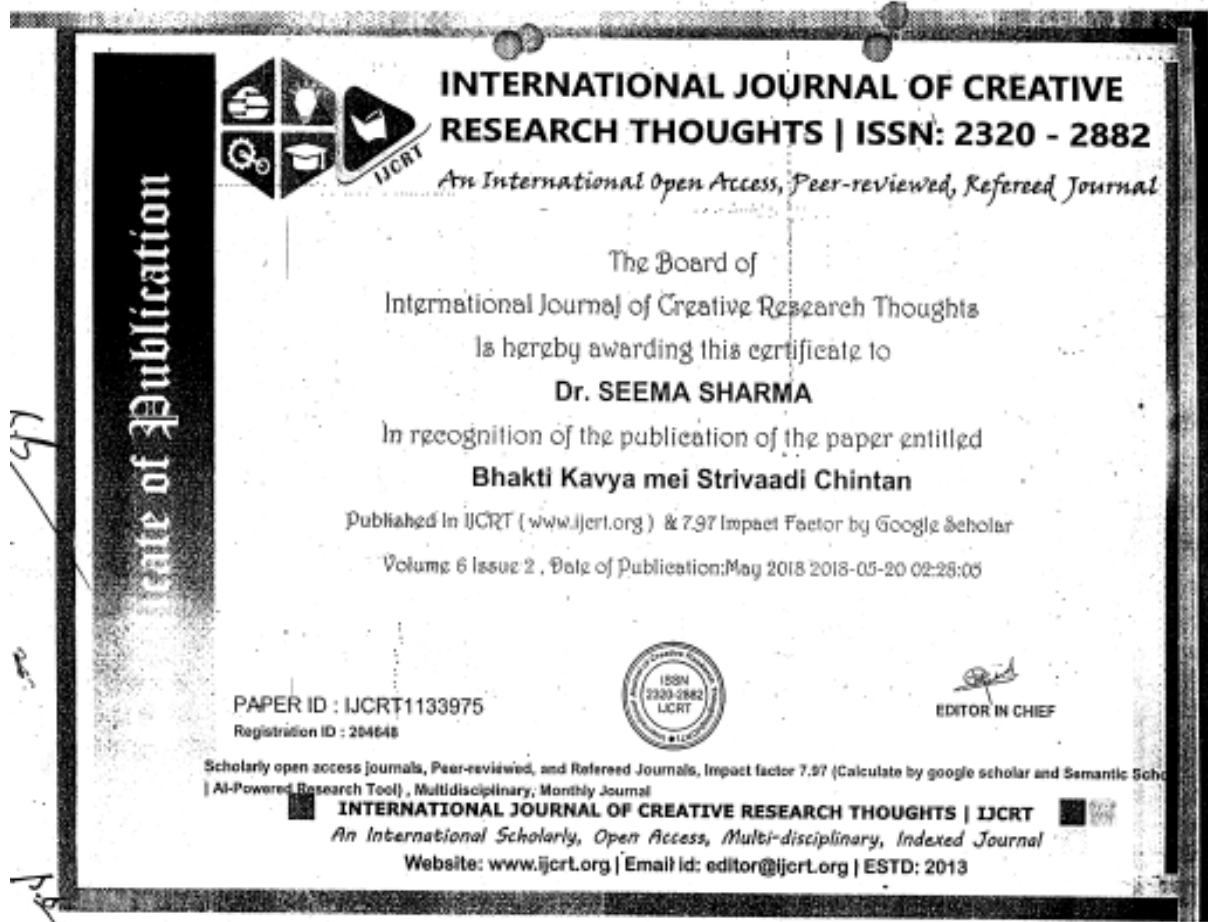 INTERNATIONAL JOURNAL OF CREATIVE
RESEARCH THOUGHTS | ISSN: 2320 - 2882
An International Open Access, Peer-reviewed, Refereed Journal
IJCRT
icate of Publication
The Board of
International Journal of Creative Research Thoughts
Is hereby awarding this certificate to
Dr. SEEMA SHARMA
In recognition of the publication of the paper entitled
Bhakti Kavya mei Strivaadi Chintan
Published In IJCRT ( www.ijcrt.org ) & 7.97 Impact Factor by Google Scholar
Volume 6 Issue 2 , Date of Publication:May 2018 2018-05-20 02:28:05
ISSN
2320-2882
IJCRT
PAPER ID : IJCRT1133975
Registration ID : 204648
EDITOR IN CHIEF
Scholarly open access journals, Peer-reviewed, and Refereed Journals, Impact factor 7.97 (Calculate by google scholar and Semantic Scho
| AI-Powered Research Tool) , Multidisciplinary, Monthly Journal
INTERNATIONAL JOURNAL OF CREATIVE RESEARCH THOUGHTS | IJCRT
An International Scholarly, Open Access, Multi-disciplinary, Indexed Journal
Website: www.ijcrt.org | Email id: editor@ijcrt.org | ESTD: 2013